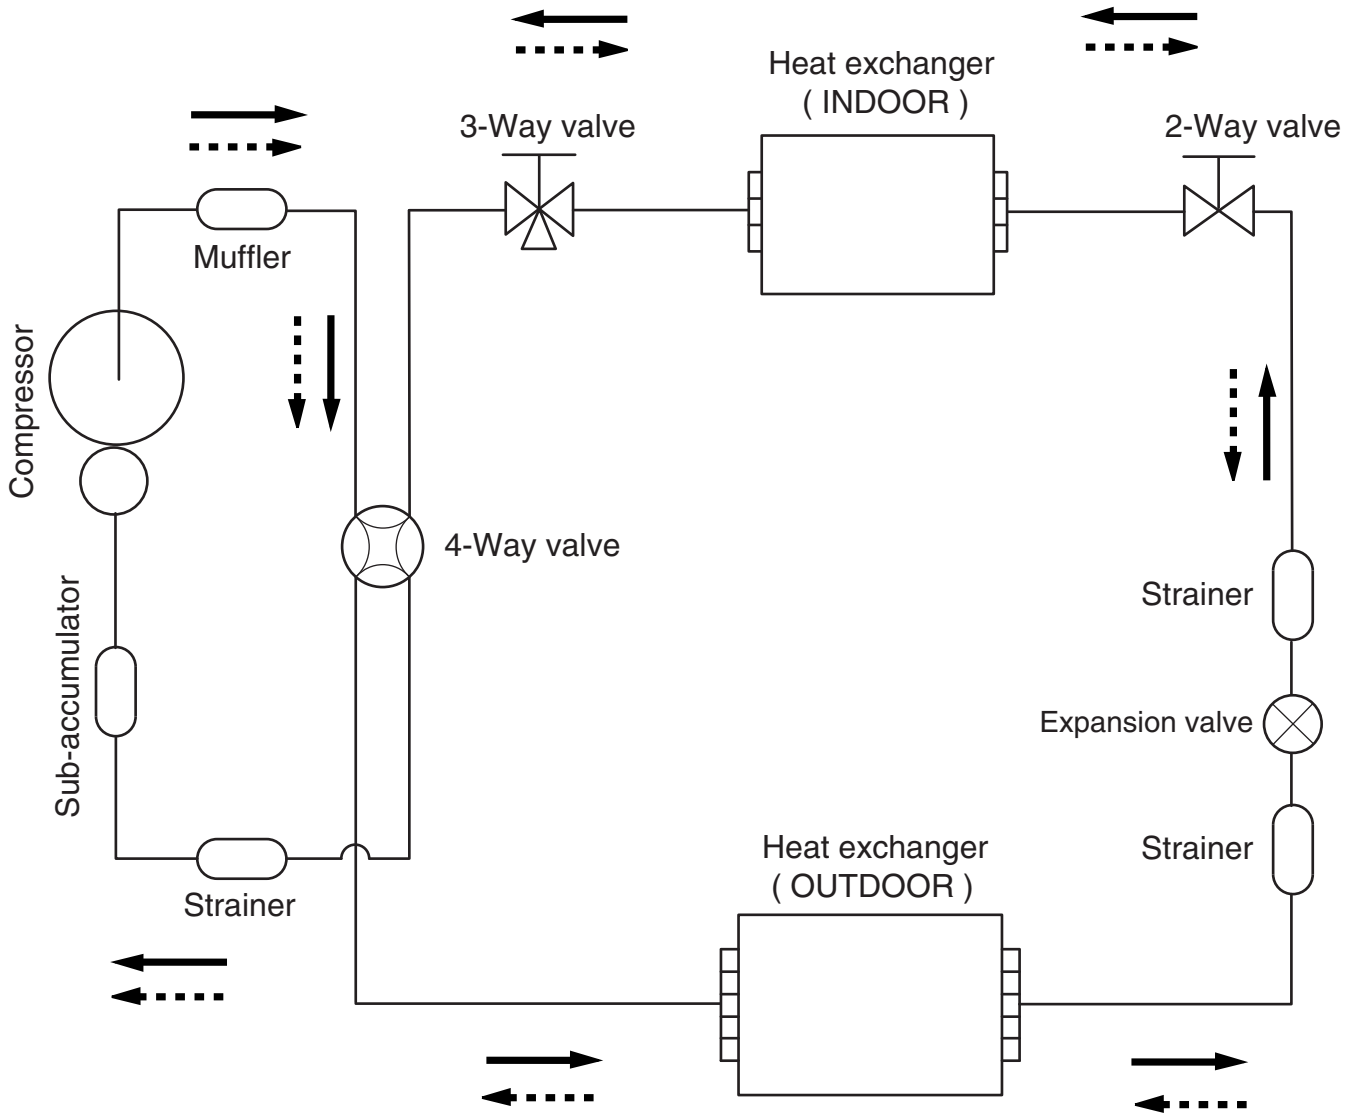 Heat exchanger
( INDOOR )
3-Way valve
2-Way valve
Muffler
Compressor
4-Way valve
Sub-accumulator
Strainer
Expansion valve
Strainer
Heat exchanger
( OUTDOOR )
Strainer